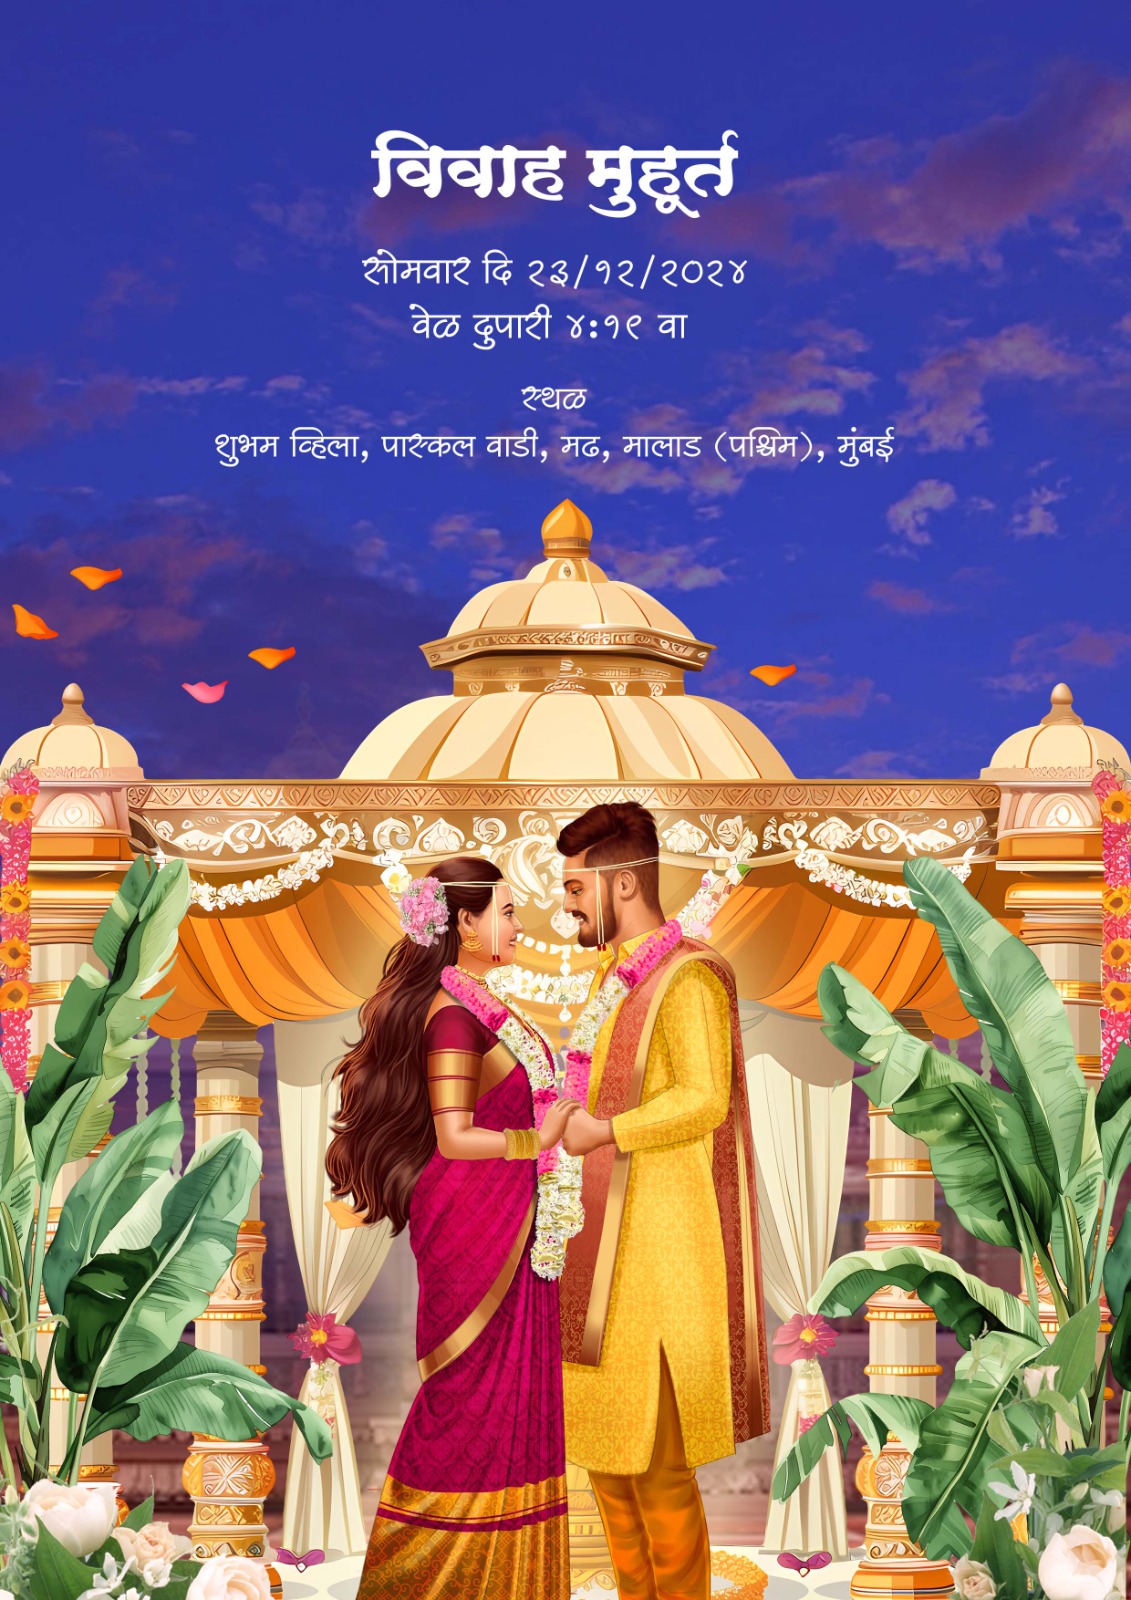 विवाह मुहूर्त
सोमवार दि २३/१२/२०२४
वेळ दुपारी ४:१९ वा
स्थळ
शुभम व्हिला, पास्कल वाडी, मढ, मालाड (पश्चिम), मुंबई